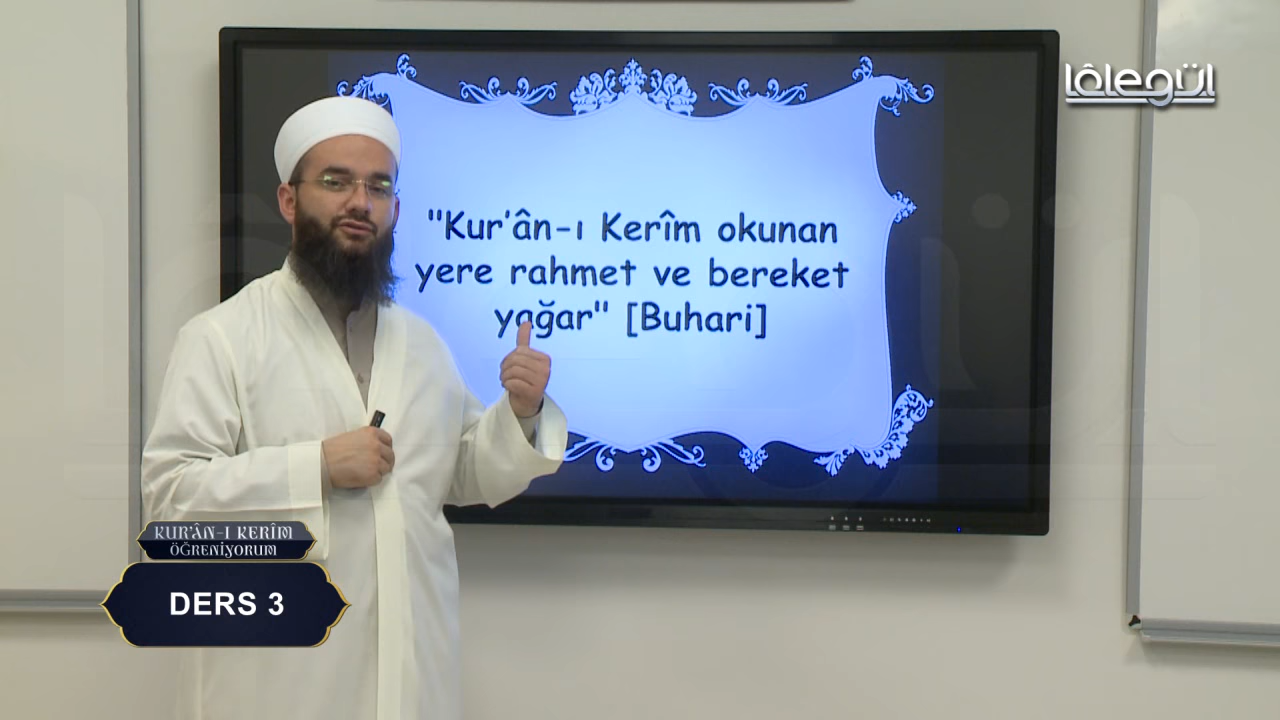 lâlegül
"Kur'ân-ı Kerîm okunan
yere rahmet ve bereket
yağar" [Buhari]
KUR'ÂN-I KERÎM
ÖĞRENİYORUM
DERS 3